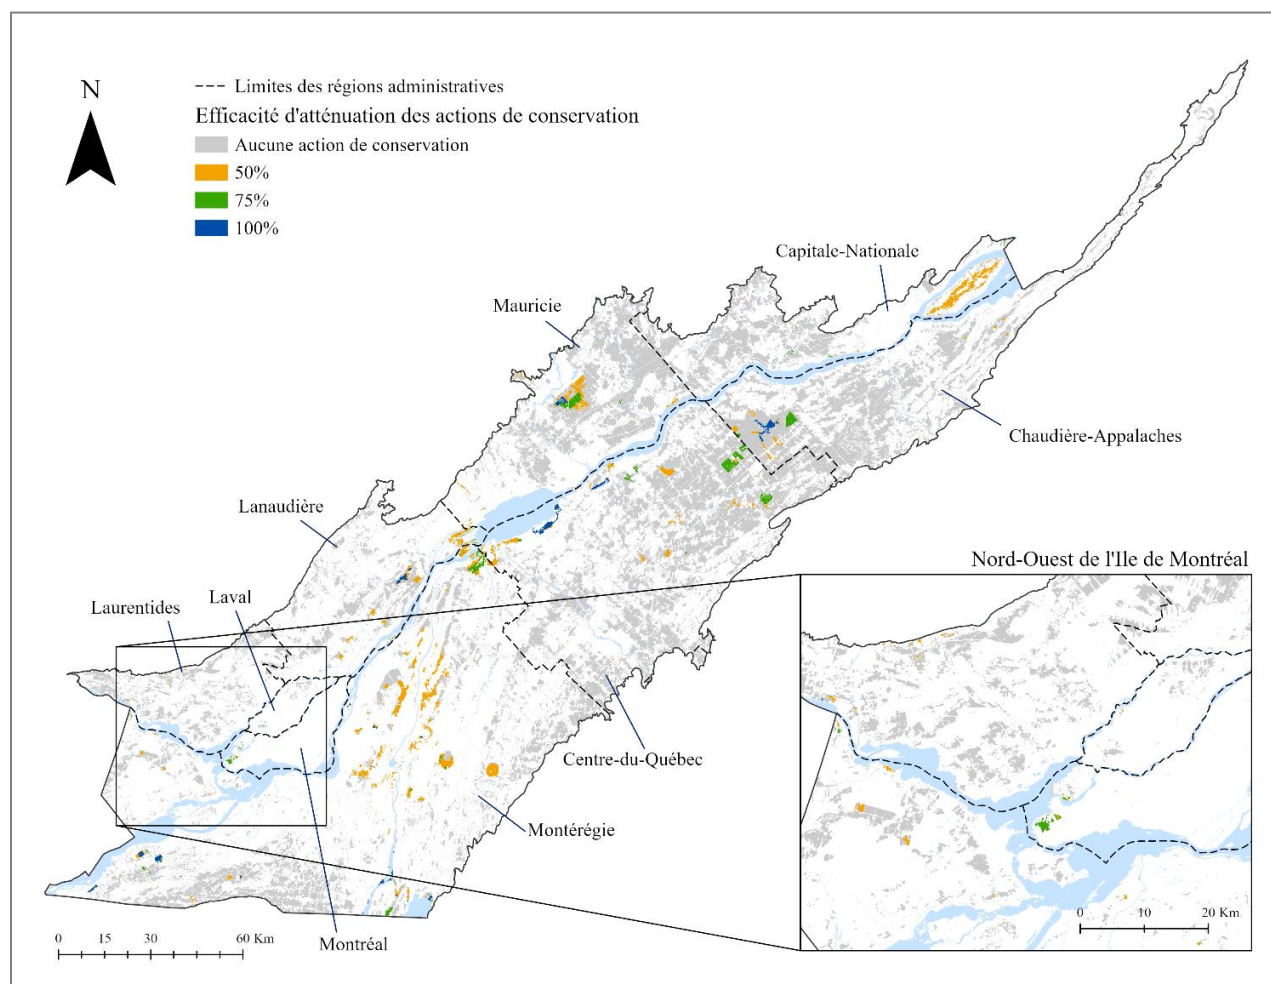 N
Limites des régions administratives
Efficacité d'atténuation des actions de conservation
Aucune action de conservation
50%
75%
100%
Capitale-Nationale
Mauricie
Chaudière-Appalaches
Lanaudière
Nord-Ouest de l'Ile de Montréal
Laval
Laurentides
Centre-du-Québec
Montérégie
Montréal
0 15 30 60 Km
0 10 20 Km